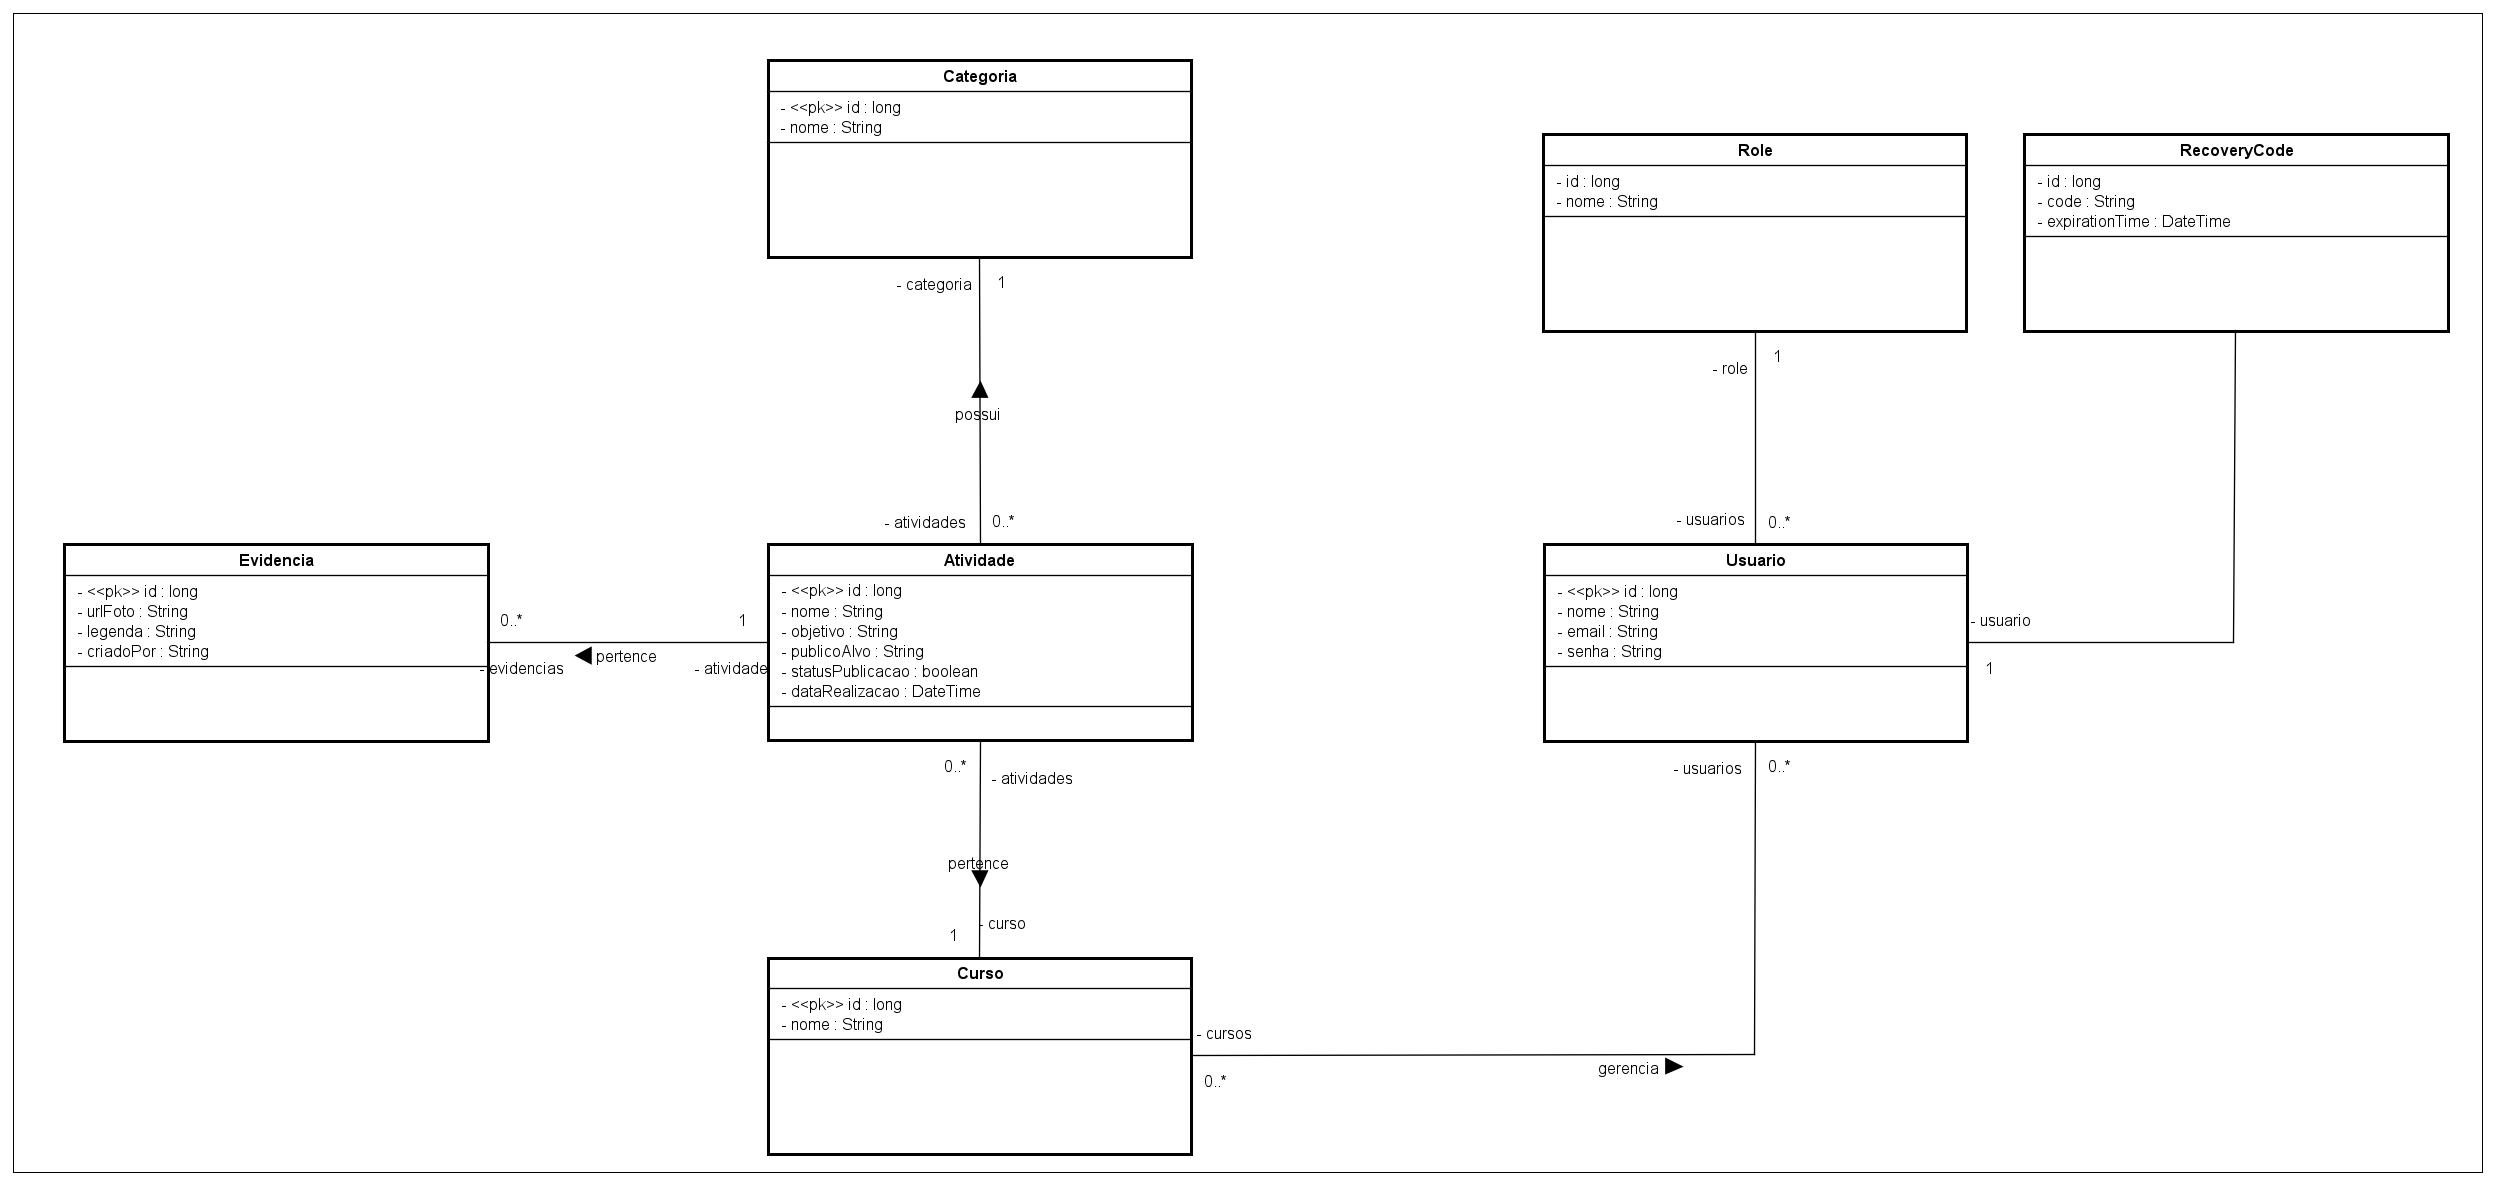 Categoria
- <<pk>> id : long
- nome : String
- categoria
1
possui
- atividades
0..*
Role
- id : long
- nome : String
- role
1
- usuarios
0..*
RecoveryCode
- id : long
- code : String
- expirationTime : DateTime
Evidencia
- <<pk>> id : long
- urlFoto : String
- legenda : String
- criadoPor : String
0..*
- evidencias
pertence
1
- atividade
Atividade
- <<pk>> id : long
- nome : String
- objetivo : String
- publicoAlvo : String
- statusPublicacao : boolean
- dataRealizacao : DateTime
Usuario
- <<pk>> id : long
- nome : String
- email : String
- senha : String
- usuario
1
0..*
- atividades
pertence
- curso
1
- usuarios
0..*
Curso
- <<pk>> id : long
- nome : String
- cursos
0..*
gerencia